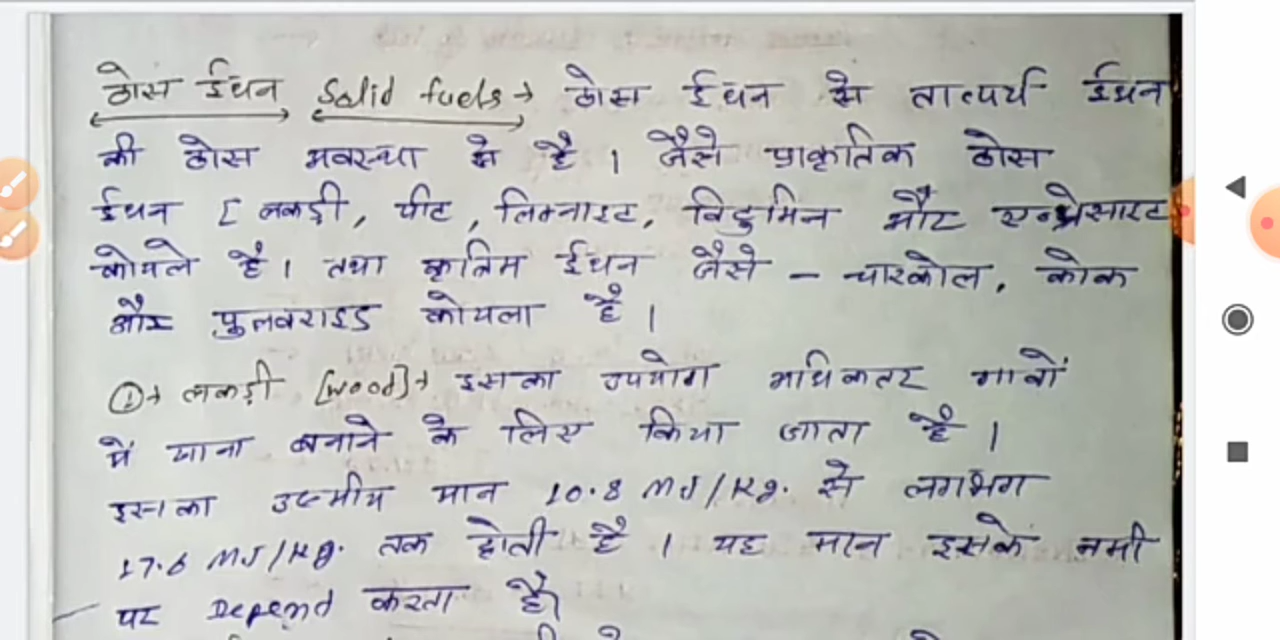 ठोस ईंधन Solid fuels → ठोस ईंधन से तात्पर्य ईंधन
की ठोस अवस्था से है। जैसे प्राकृतिक ठोस
ईंधन [ लकड़ी, पीट, लिग्नाइट, बिटुमिन और एन्थ्रेसाइट
कोयले है। तथा कृत्रिम ईंधन जैसे – चारकोल, कोक
और पुलवराइड कोयला है।
①→ लकड़ी [Wood]→ इसका उपयोग अधिकतर गावों
में खाना बनाने के लिए किया जाता है।
इसका उष्मीय मान 10.8 MJ/Kg. से लगभग
17.6 MJ/Kg. तक होती है। यह मान इसके नमी
पर Depend करता है।